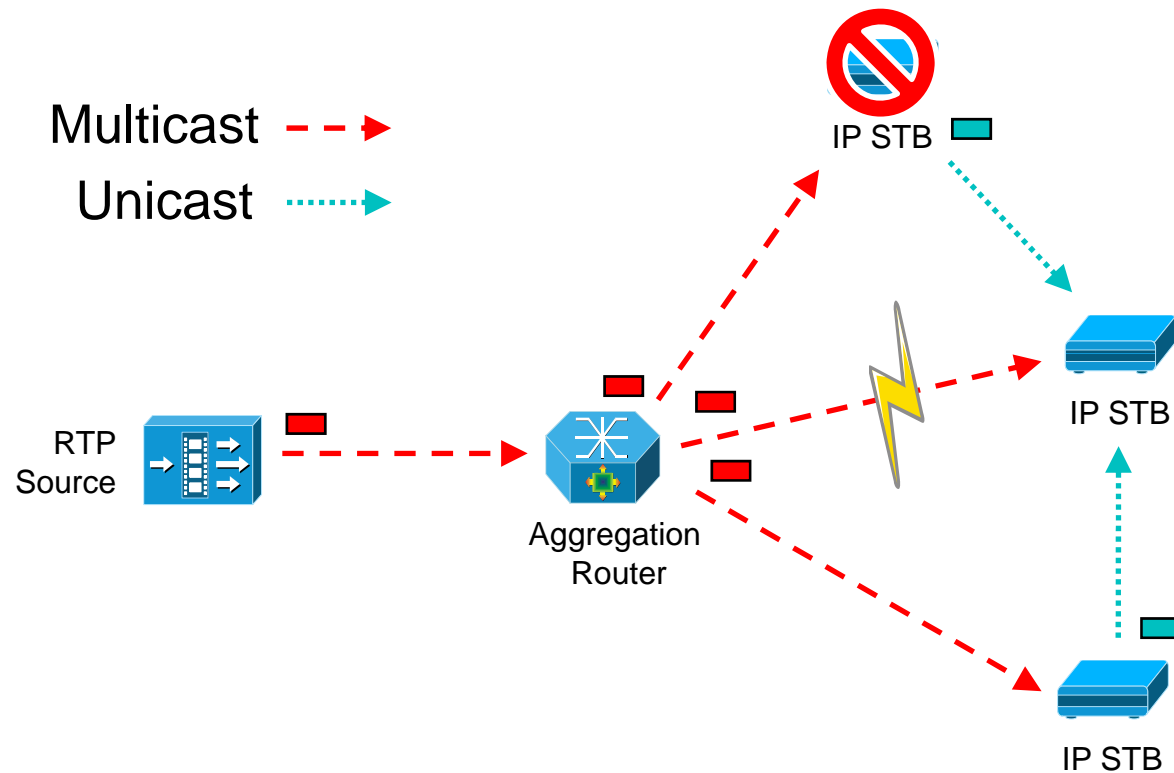 Multicast
Unicast
IP STB
IP STB
RTP
Source
Aggregation
Router
IP STB